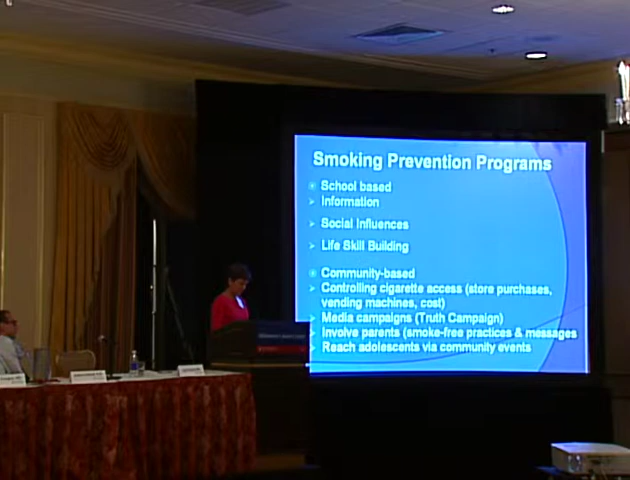 Smoking Prevention Programs
School based
Information
Social Influences
Life Skill Building
Community-based
Controlling cigarette access (store purchases,
vending machines, cost)
Media campaigns (Truth Campaign)
Involve parents (smoke-free practices & messages
Reach adolescents via community events